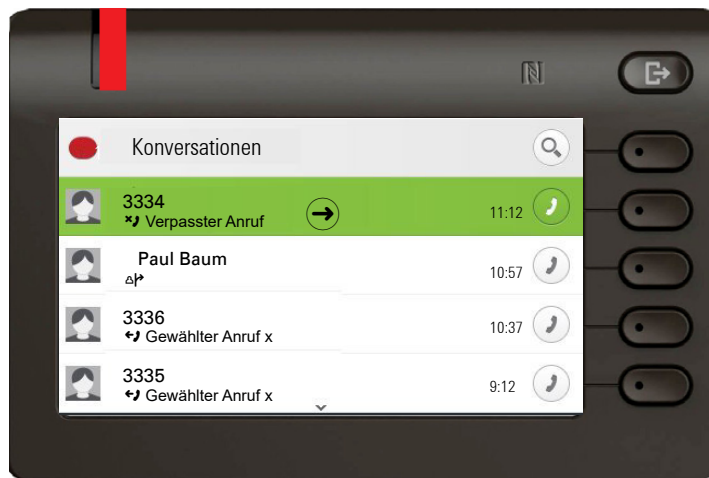 Konversationen
3334
Verpasster Anruf
11:12
Paul Baum
10:57
3336
Gewählter Anruf x
10:37
3335
Gewählter Anruf x
9:12